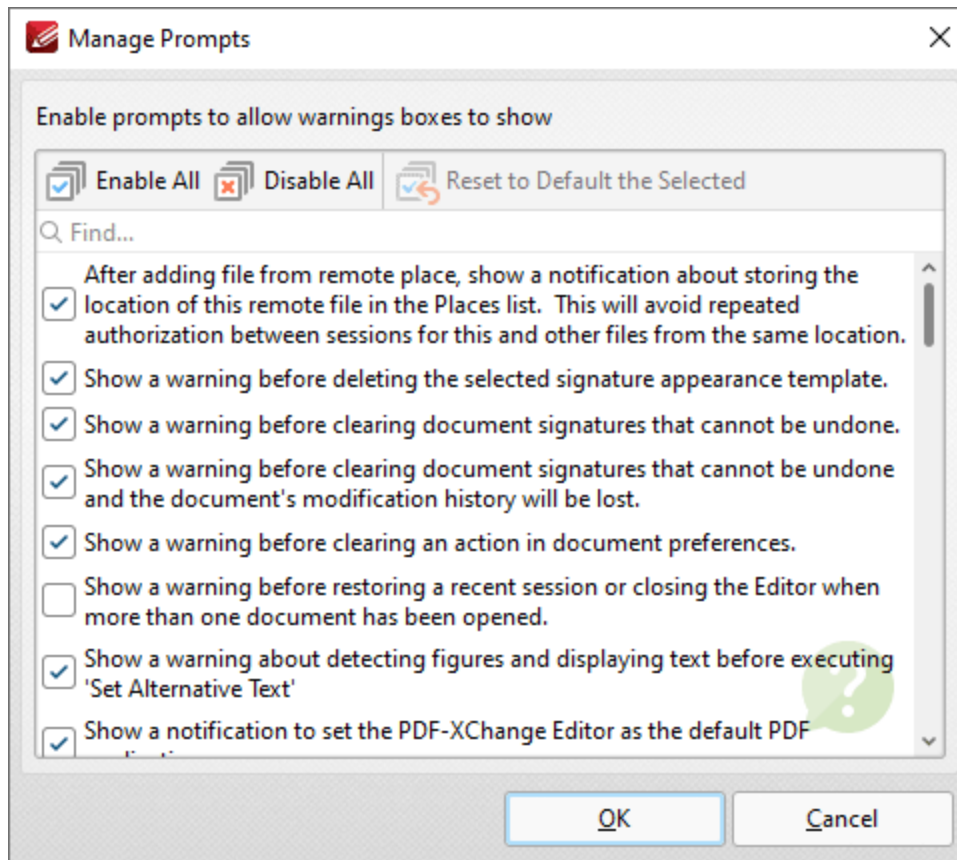 Manage Prompts
Enable prompts to allow warnings boxes to show
Enable All Disable All Reset to Default the Selected
Find...
After adding file from remote place, show a notification about storing the
location of this remote file in the Places list.  This will avoid repeated
authorization between sessions for this and other files from the same location.
Show a warning before deleting the selected signature appearance template.
Show a warning before clearing document signatures that cannot be undone.
Show a warning before clearing document signatures that cannot be undone
and the document's modification history will be lost.
Show a warning before clearing an action in document preferences.
Show a warning before restoring a recent session or closing the Editor when
more than one document has been opened.
Show a warning about detecting figures and displaying text before executing
'Set Alternative Text'
Show a notification to set the PDF-XChange Editor as the default PDF
OK Cancel